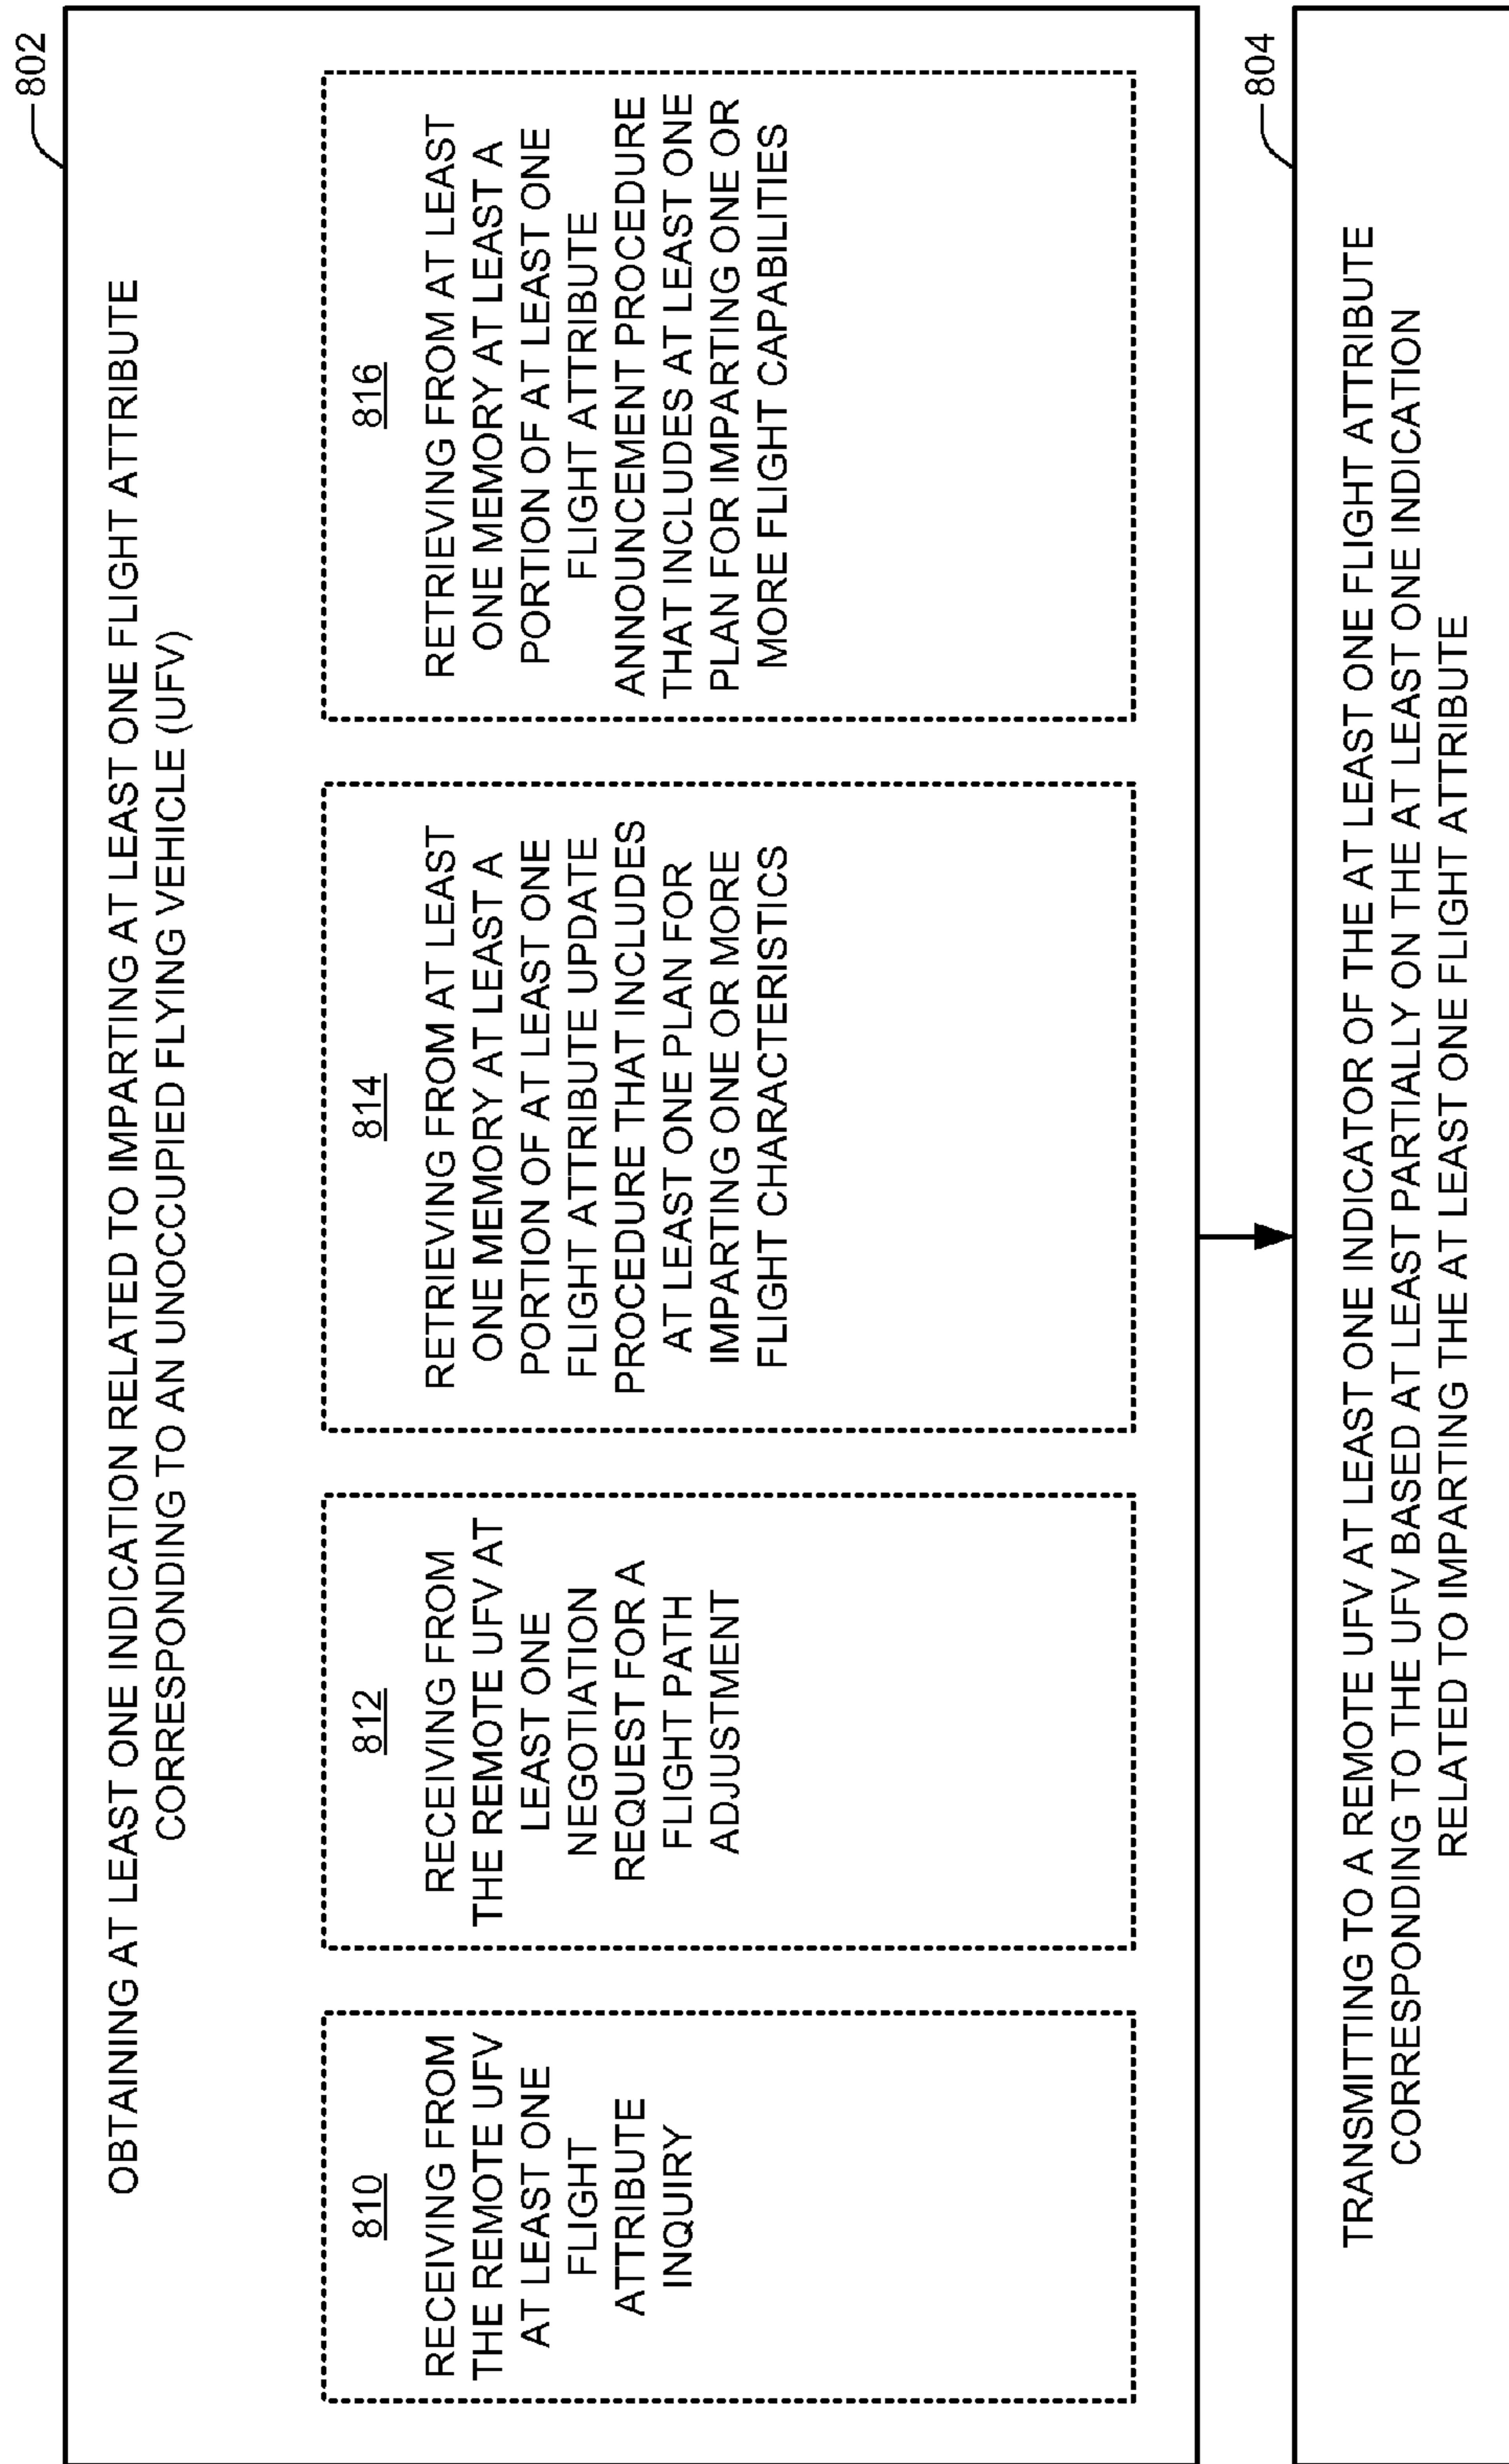 802
OBTAINING AT LEAST ONE INDICATION RELATED TO IMPARTING AT LEAST ONE FLIGHT ATTRIBUTE
CORRESPONDING TO AN UNOCCUPIED FLYING VEHICLE (UFV)
810
RECEIVING FROM
THE REMOTE UFV
AT LEAST ONE
FLIGHT
ATTRIBUTE
INQUIRY
812
RECEIVING FROM
THE REMOTE UFV AT
LEAST ONE
NEGOTIATION
REQUEST FOR A
FLIGHT PATH
ADJUSTMENT
814
RETRIEVING FROM AT LEAST
ONE MEMORY AT LEAST A
PORTION OF AT LEAST ONE
FLIGHT ATTRIBUTE UPDATE
PROCEDURE THAT INCLUDES
AT LEAST ONE PLAN FOR
IMPARTING ONE OR MORE
FLIGHT CHARACTERISTICS
816
RETRIEVING FROM AT LEAST
ONE MEMORY AT LEAST A
PORTION OF AT LEAST ONE
FLIGHT ATTRIBUTE
ANNOUNCEMENT PROCEDURE
THAT INCLUDES AT LEAST ONE
PLAN FOR IMPARTING ONE OR
MORE FLIGHT CAPABILITIES
804
TRANSMITTING TO A REMOTE UFV AT LEAST ONE INDICATOR OF THE AT LEAST ONE FLIGHT ATTRIBUTE
CORRESPONDING TO THE UFV BASED AT LEAST PARTIALLY ON THE AT LEAST ONE INDICATION
RELATED TO IMPARTING THE AT LEAST ONE FLIGHT ATTRIBUTE